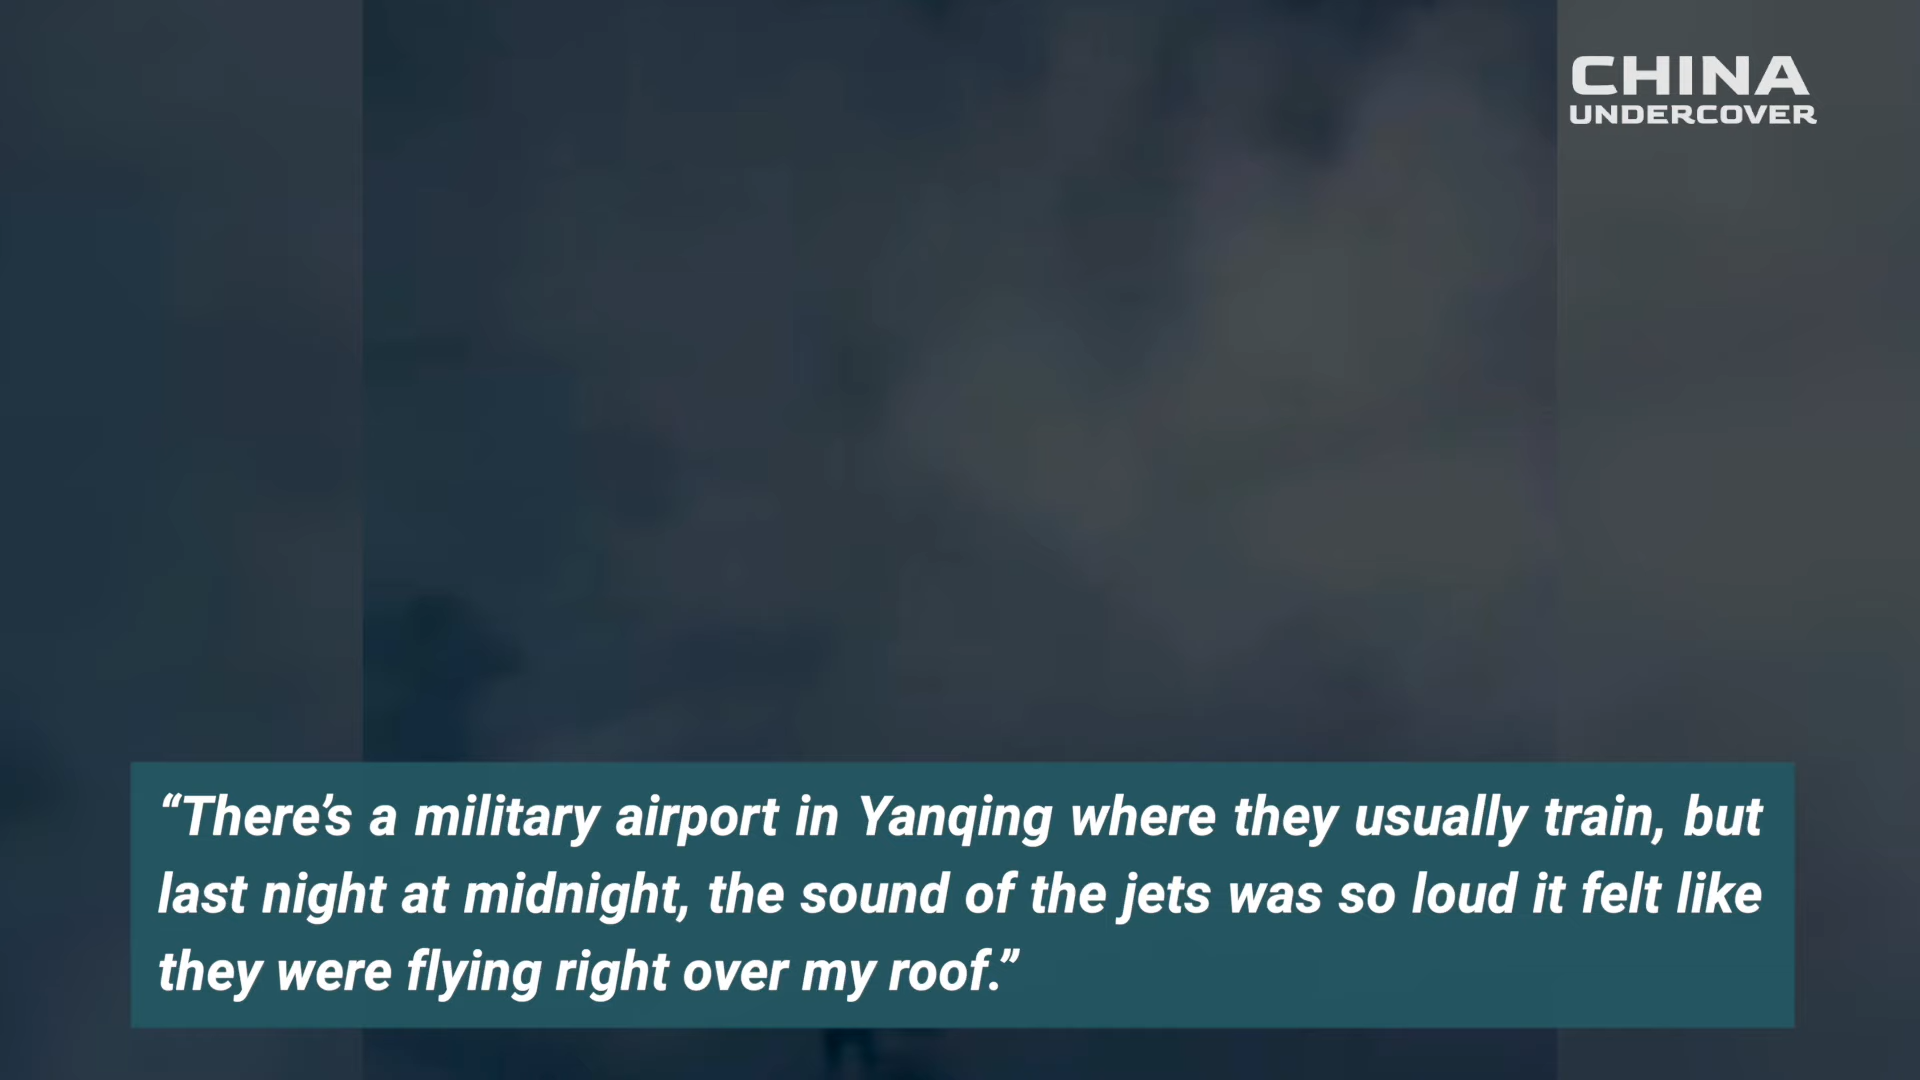 CHINA
UNDERCOVER
“There’s a military airport in Yanqing where they usually train, but
last night at midnight, the sound of the jets was so loud it felt like
they were flying right over my roof.”